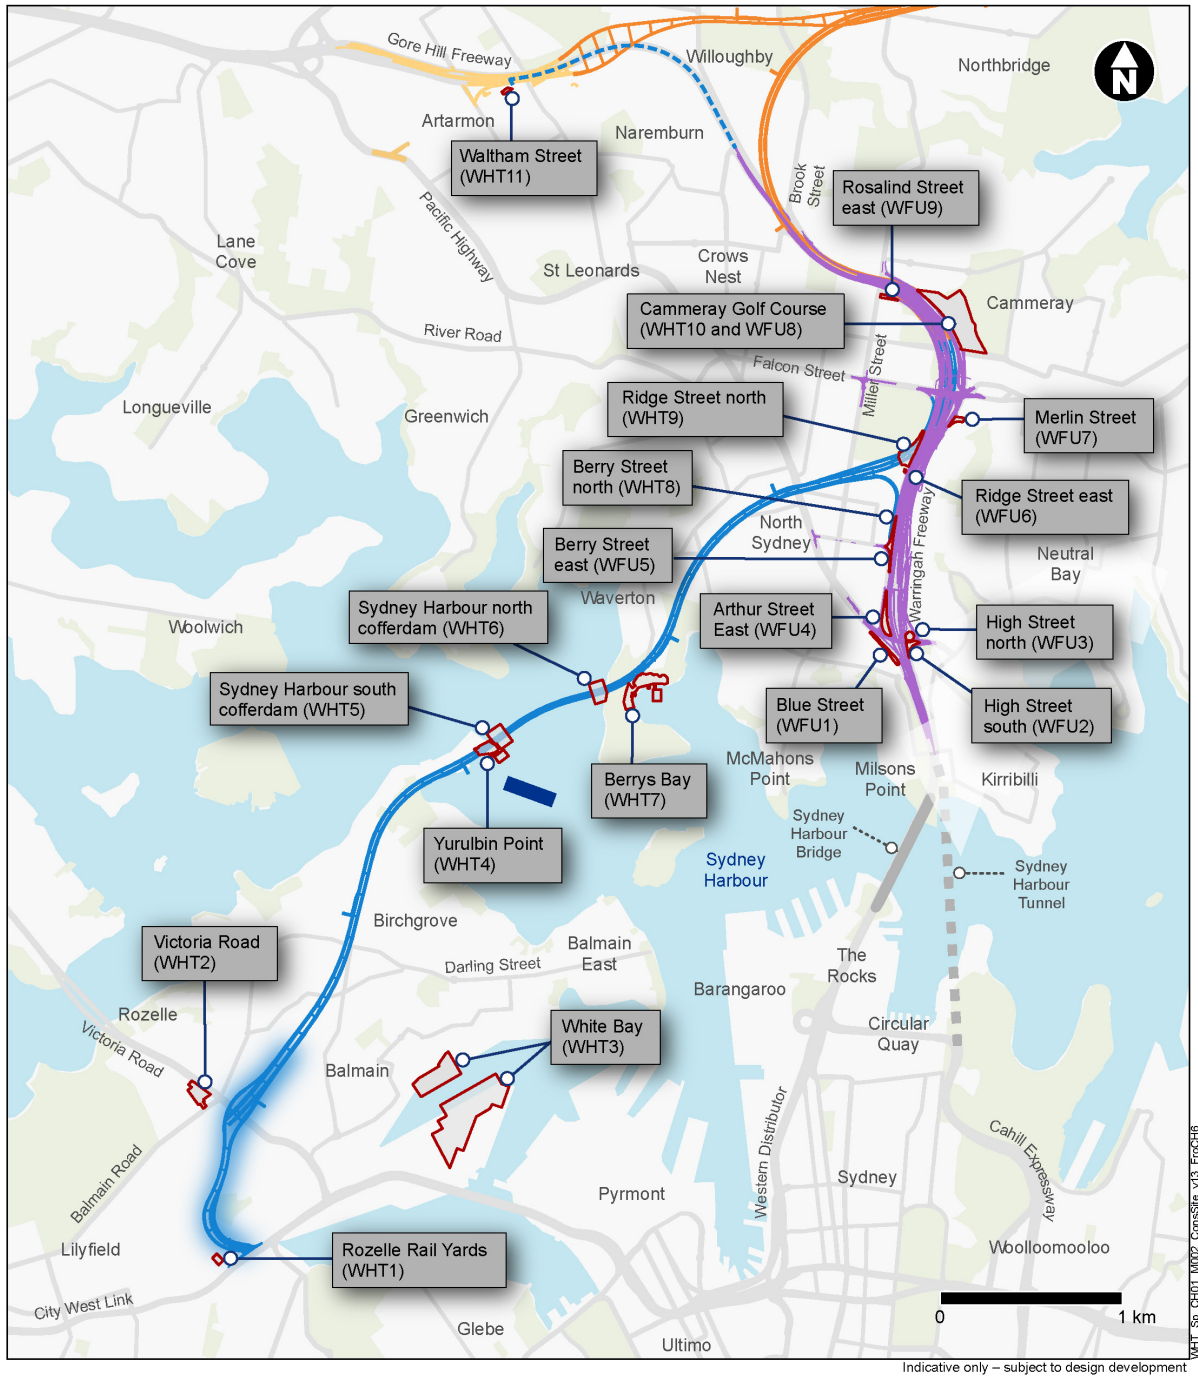 Gore Hill Freeway
Willoughby
Northbridge
N
Artarmon
Naremburn
Waltham Street
(WHT11)
Brook
Street
Rosalind Street
east (WFU9)
Pacific Highway
Lane
Cove
St Leonards
Crows
Nest
Cammeray Golf Course
(WHT10 and WFU8)
Cammeray
River Road
Falcon Street
Miller Street
Longueville
Greenwich
Ridge Street north
(WHT9)
Merlin Street
(WFU7)
Berry Street
north (WHT8)
Ridge Street east
(WFU6)
North
Sydney
Warringah Freeway
Berry Street
east (WFU5)
Neutral
Bay
Waverton
Sydney Harbour north
cofferdam (WHT6)
Arthur Street
East (WFU4)
High Street
north (WFU3)
Woolwich
Sydney Harbour south
cofferdam (WHT5)
Blue Street
(WFU1)
High Street
south (WFU2)
McMahons
Point
Milsons
Point
Kirribilli
Berrys Bay
(WHT7)
Yurulbin Point
(WHT4)
Sydney
Harbour
Bridge
Sydney
Harbour
Sydney
Harbour
Tunnel
Birchgrove
Victoria Road
(WHT2)
Darling Street
Balmain
East
The
Rocks
Barangaroo
Rozelle
Victoria Road
White Bay
(WHT3)
Circular
Quay
Balmain
Western Distributor
Cahill Expressway
Balmain Road
Pyrmont
Sydney
Lilyfield
Rozelle Rail Yards
(WHT1)
Woolloomooloo
City West Link
Glebe
Ultimo
0 1 km
WHT_Sp_CH01_M002_ConsSite_v13_FroCH6
Indicative only – subject to design development